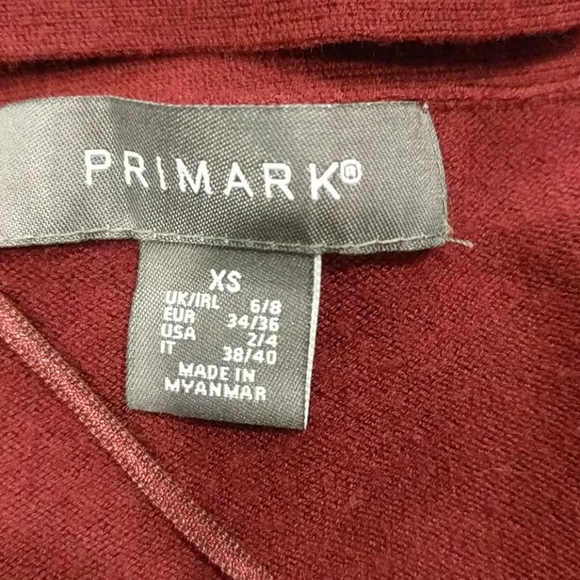 PRIMARK®
XS
UK/IRL 6/8
EUR 34/36
USA 2/4
IT 38/40
MADE IN
MYANMAR